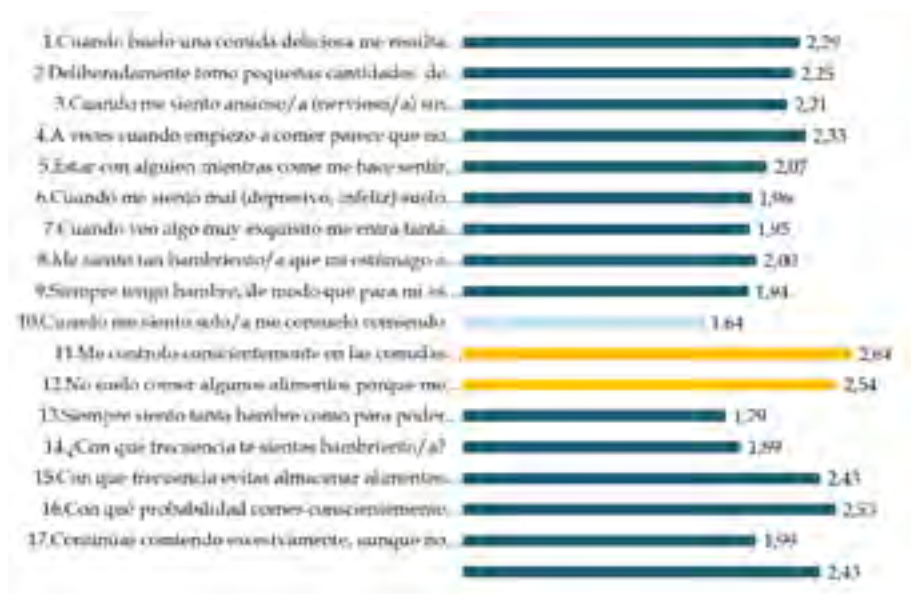 1.Cuando huelo una comida deliciosa me resulta... 2,29
2.Deliberadamente tomo pequeñas cantidades de... 2,25
3.Cuando me siento ansioso/a (nervioso/a) sin... 2,21
4.A veces cuando empiezo a comer parece que no... 2,33
5.Estar con alguien mientras come me hace sentir... 2,07
6.Cuando me siento mal (depresivo, infeliz) suelo... 1,96
7.Cuando veo algo muy exquisito me entra tanta... 1,95
8.Me siento tan hambriento/a que mi estómago a... 2,00
9.Siempre tengo hambre, de modo que para mi es... 1,94
10.Cuando me siento solo/a me consuelo comiendo 1.64
11.Me controlo conscientemente en las comidas... 2,64
12.No suelo comer algunos alimentos porque me... 2,54
13.Siempre siento tanta hambre como para poder... 1,79
14.¿Con que frecuencia te sientes hambriento/a? 1,89
15.Con que frecuencia evitas almacenar alimentos... 2,43
16.Con qué probabilidad comer conscientemente... 2,53
17.Continúas comiendo excesivamente, aunque no... 1,99
2,43